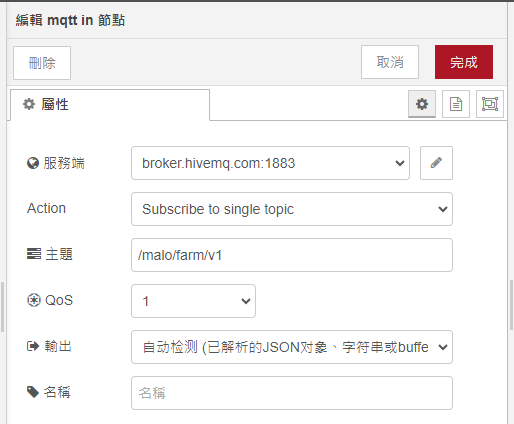 編輯 mqtt in 節點
刪除 取消 完成
屬性
服務端 broker.hivemq.com:1883
Action Subscribe to single topic
主題 /malo/farm/v1
QoS 1
輸出 自动检测 (已解析的JSON对象、字符串或buffe
名稱 名稱